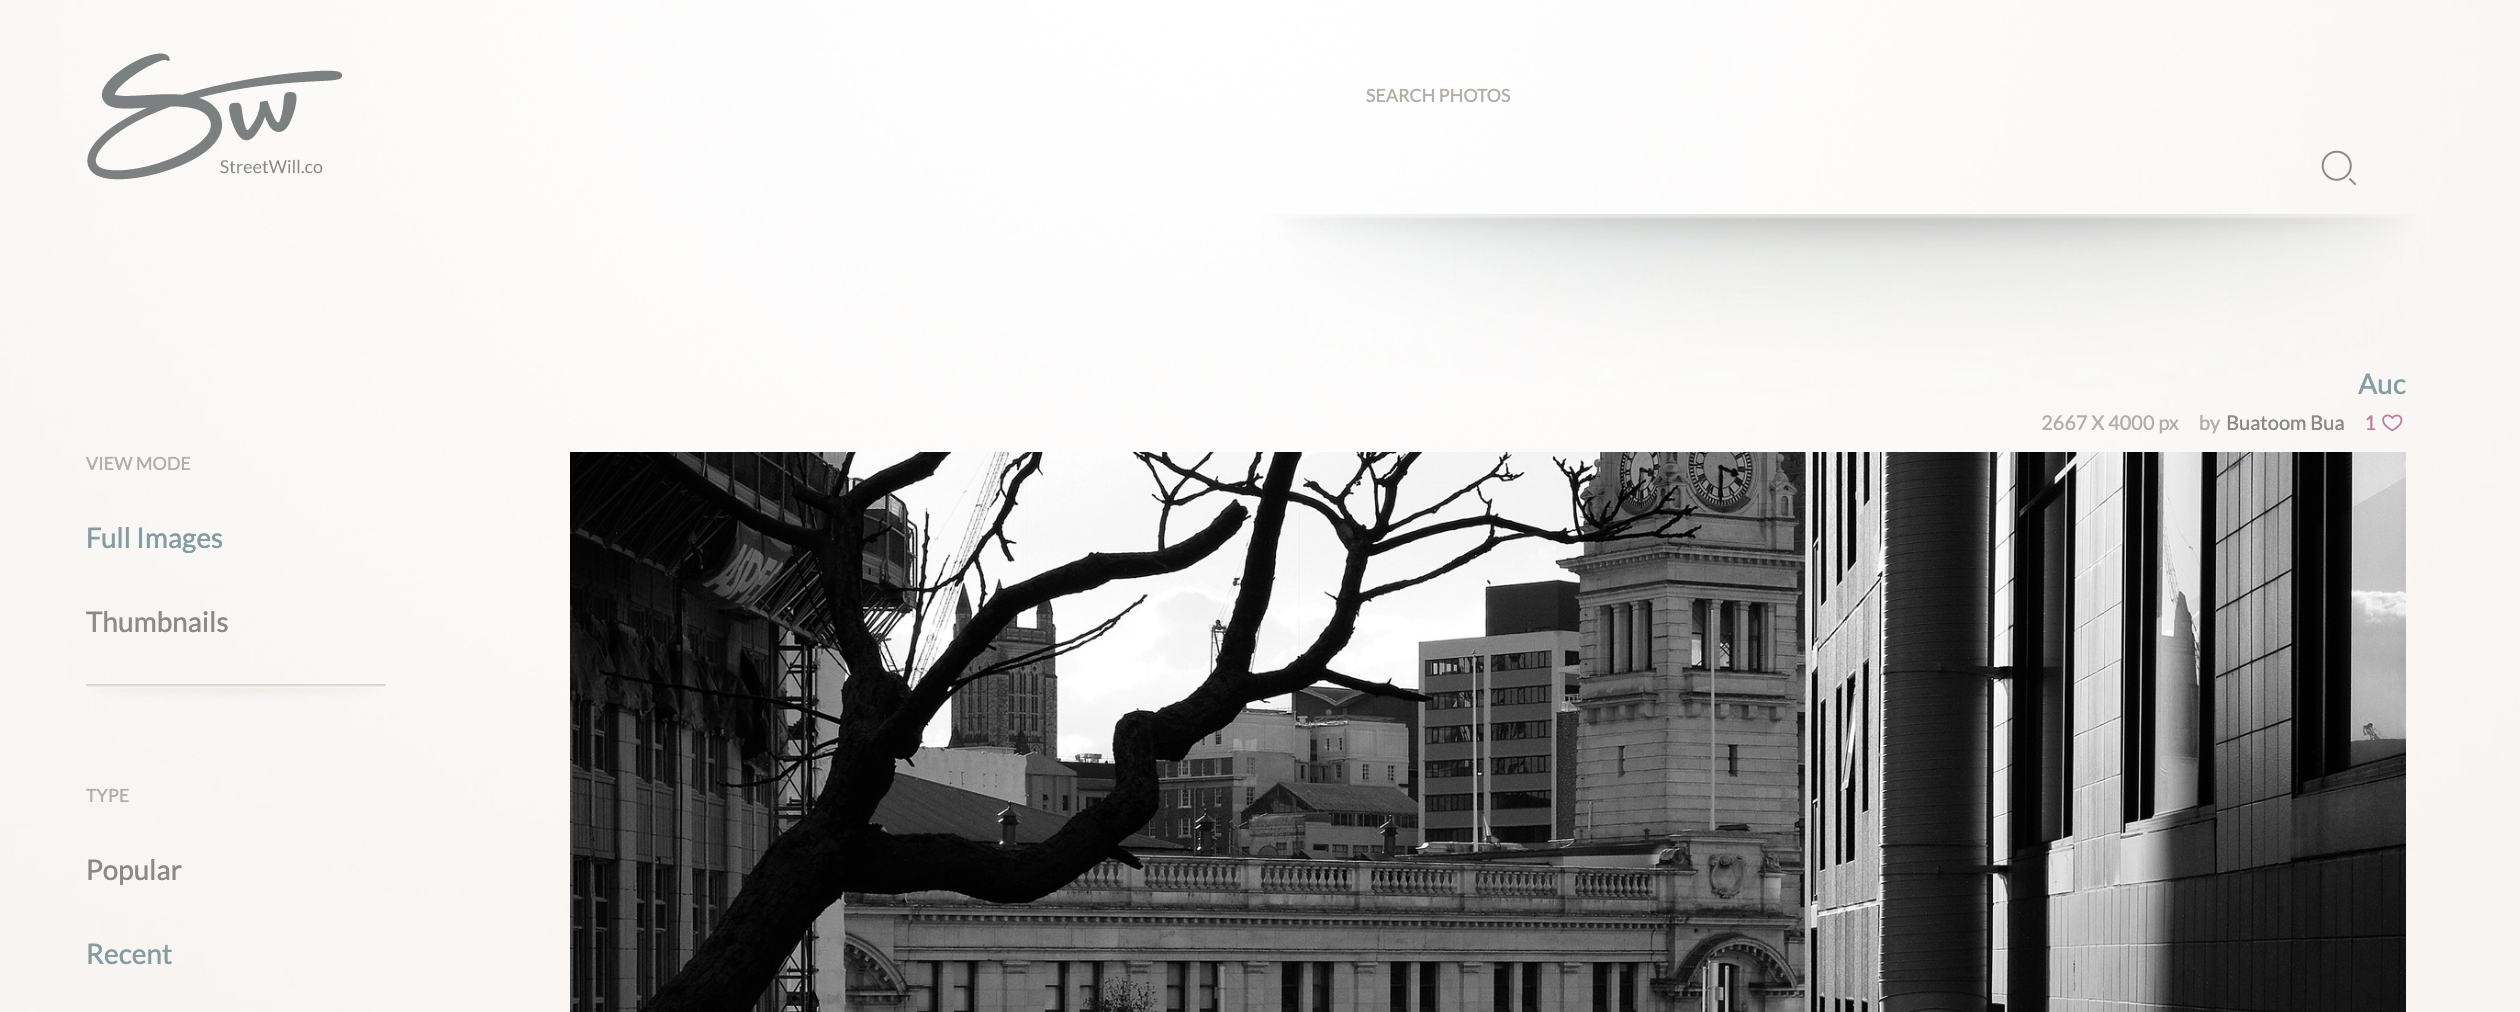 Sw
StreetWill.co
SEARCH PHOTOS
Auc
2667 X 4000 px by Buatoom Bua 1
VIEW MODE
Full Images
Thumbnails
TYPE
Popular
Recent